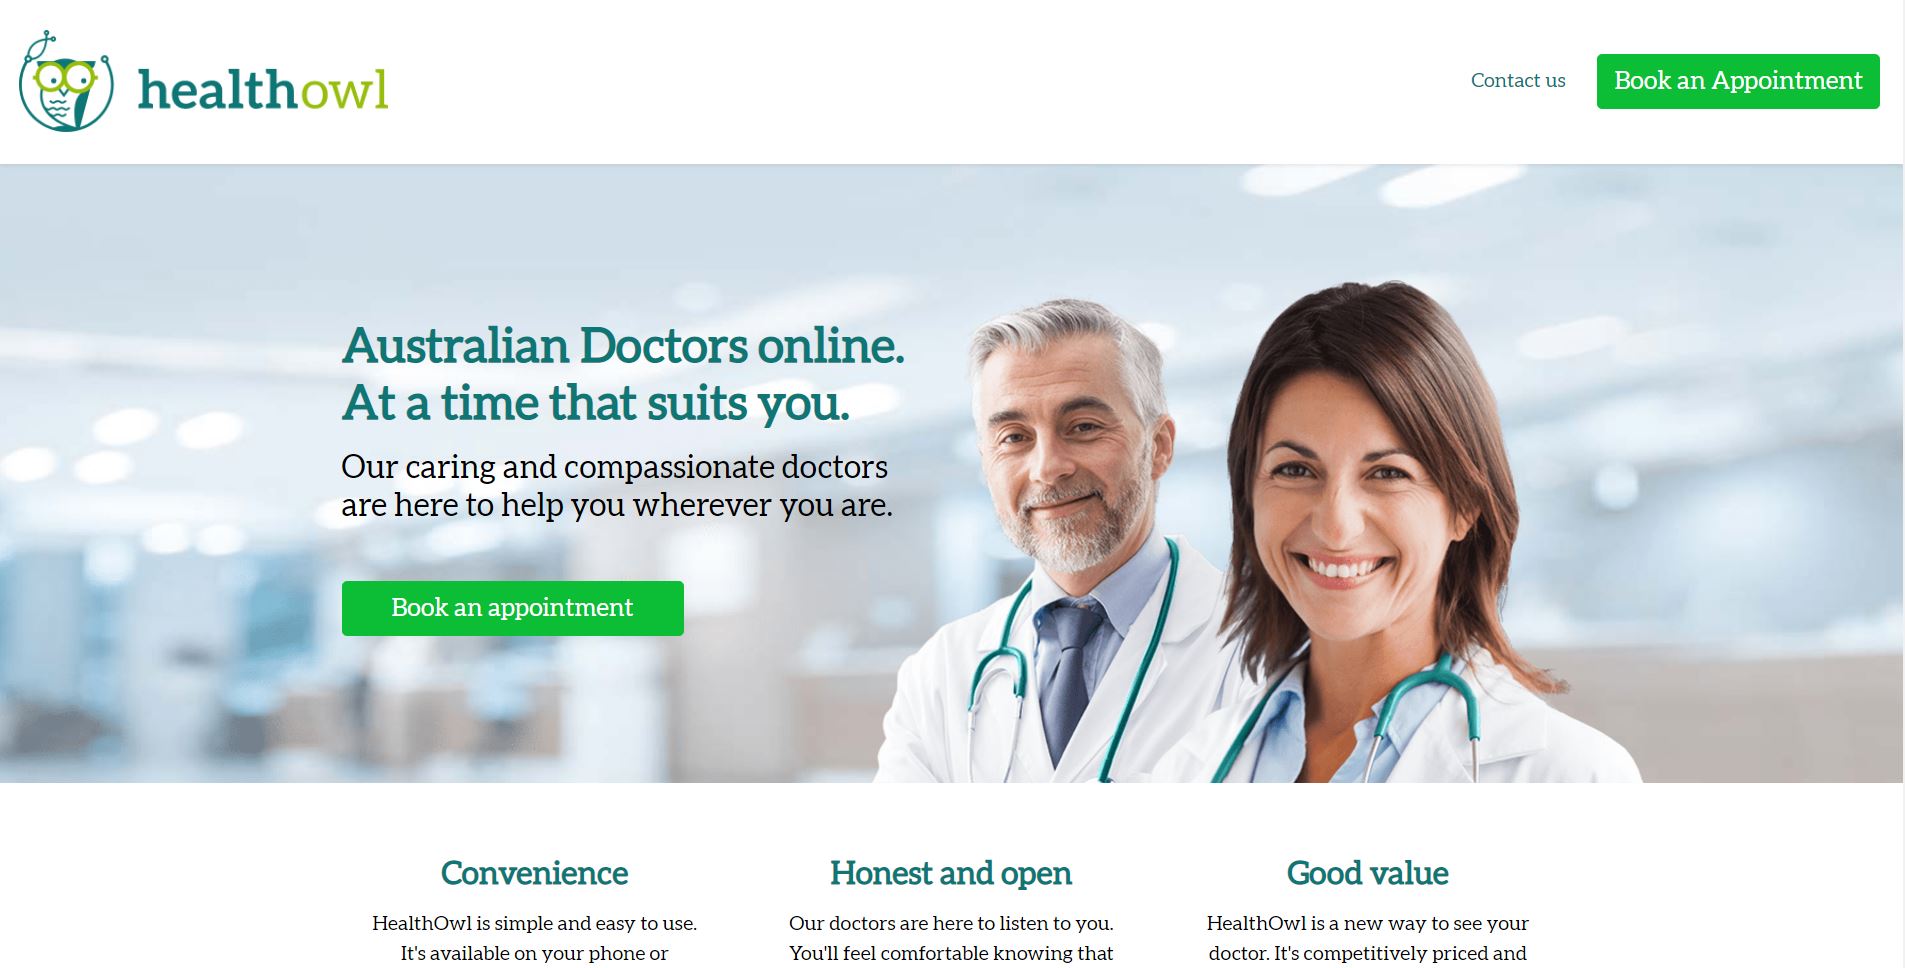 healthowl
Contact us
Book an Appointment
Australian Doctors online.
At a time that suits you.
Our caring and compassionate doctors
are here to help you wherever you are.
Book an appointment
Convenience
HealthOwl is simple and easy to use.
It's available on your phone or
Honest and open
Our doctors are here to listen to you.
You'll feel comfortable knowing that
Good value
HealthOwl is a new way to see your
doctor. It's competitively priced and